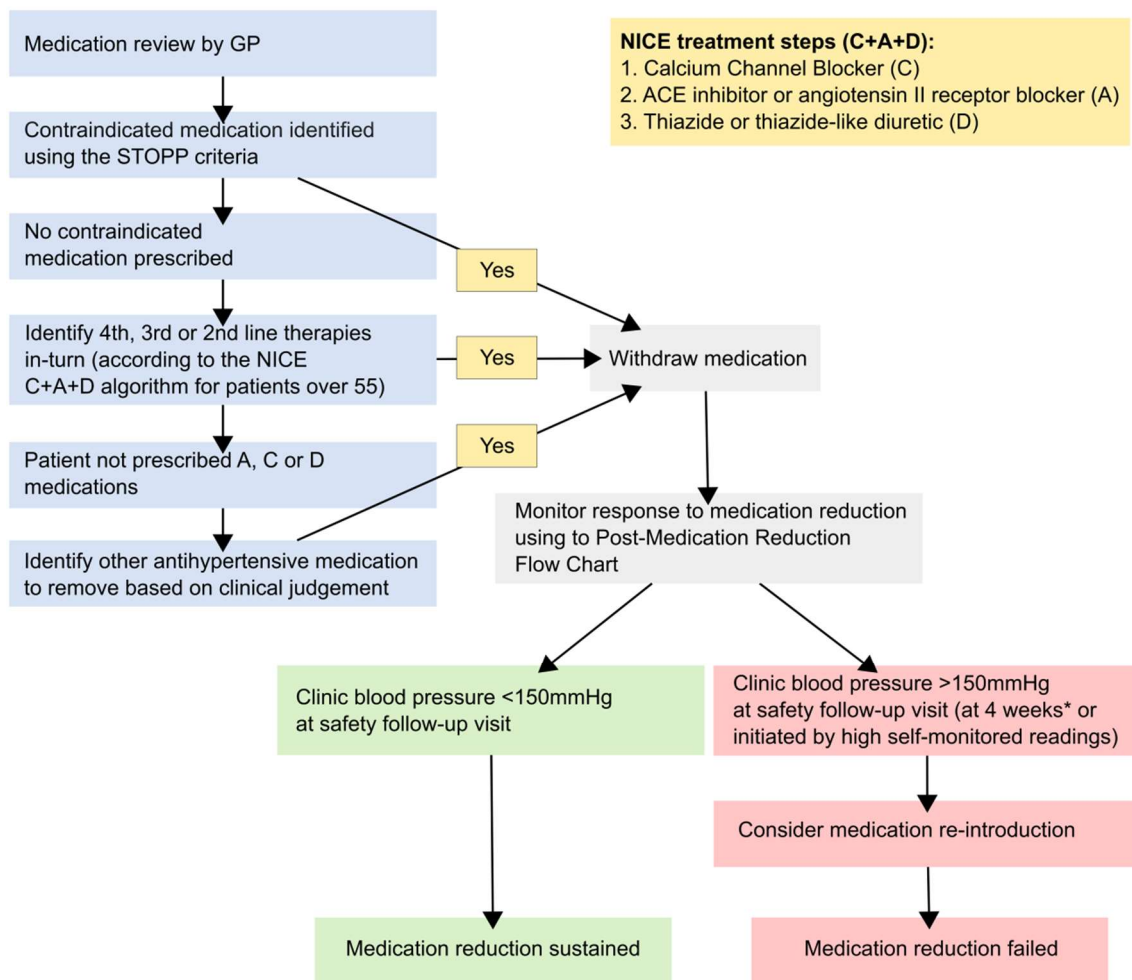 Medication review by GP
NICE treatment steps (C+A+D):
1. Calcium Channel Blocker (C)
2. ACE inhibitor or angiotensin II receptor blocker (A)
3. Thiazide or thiazide-like diuretic (D)
Contraindicated medication identified
using the STOPP criteria
No contraindicated
medication prescribed
Yes
Identify 4th, 3rd or 2nd line therapies
in-turn (according to the NICE
C+A+D algorithm for patients over 55)
Yes
Withdraw medication
Yes
Patient not prescribed A, C or D
medications
Identify other antihypertensive medication
to remove based on clinical judgement
Monitor response to medication reduction
using to Post-Medication Reduction
Flow Chart
Clinic blood pressure <150mmHg
at safety follow-up visit
Clinic blood pressure >150mmHg
at safety follow-up visit (at 4 weeks* or
initiated by high self-monitored readings)
Consider medication re-introduction
Medication reduction sustained
Medication reduction failed